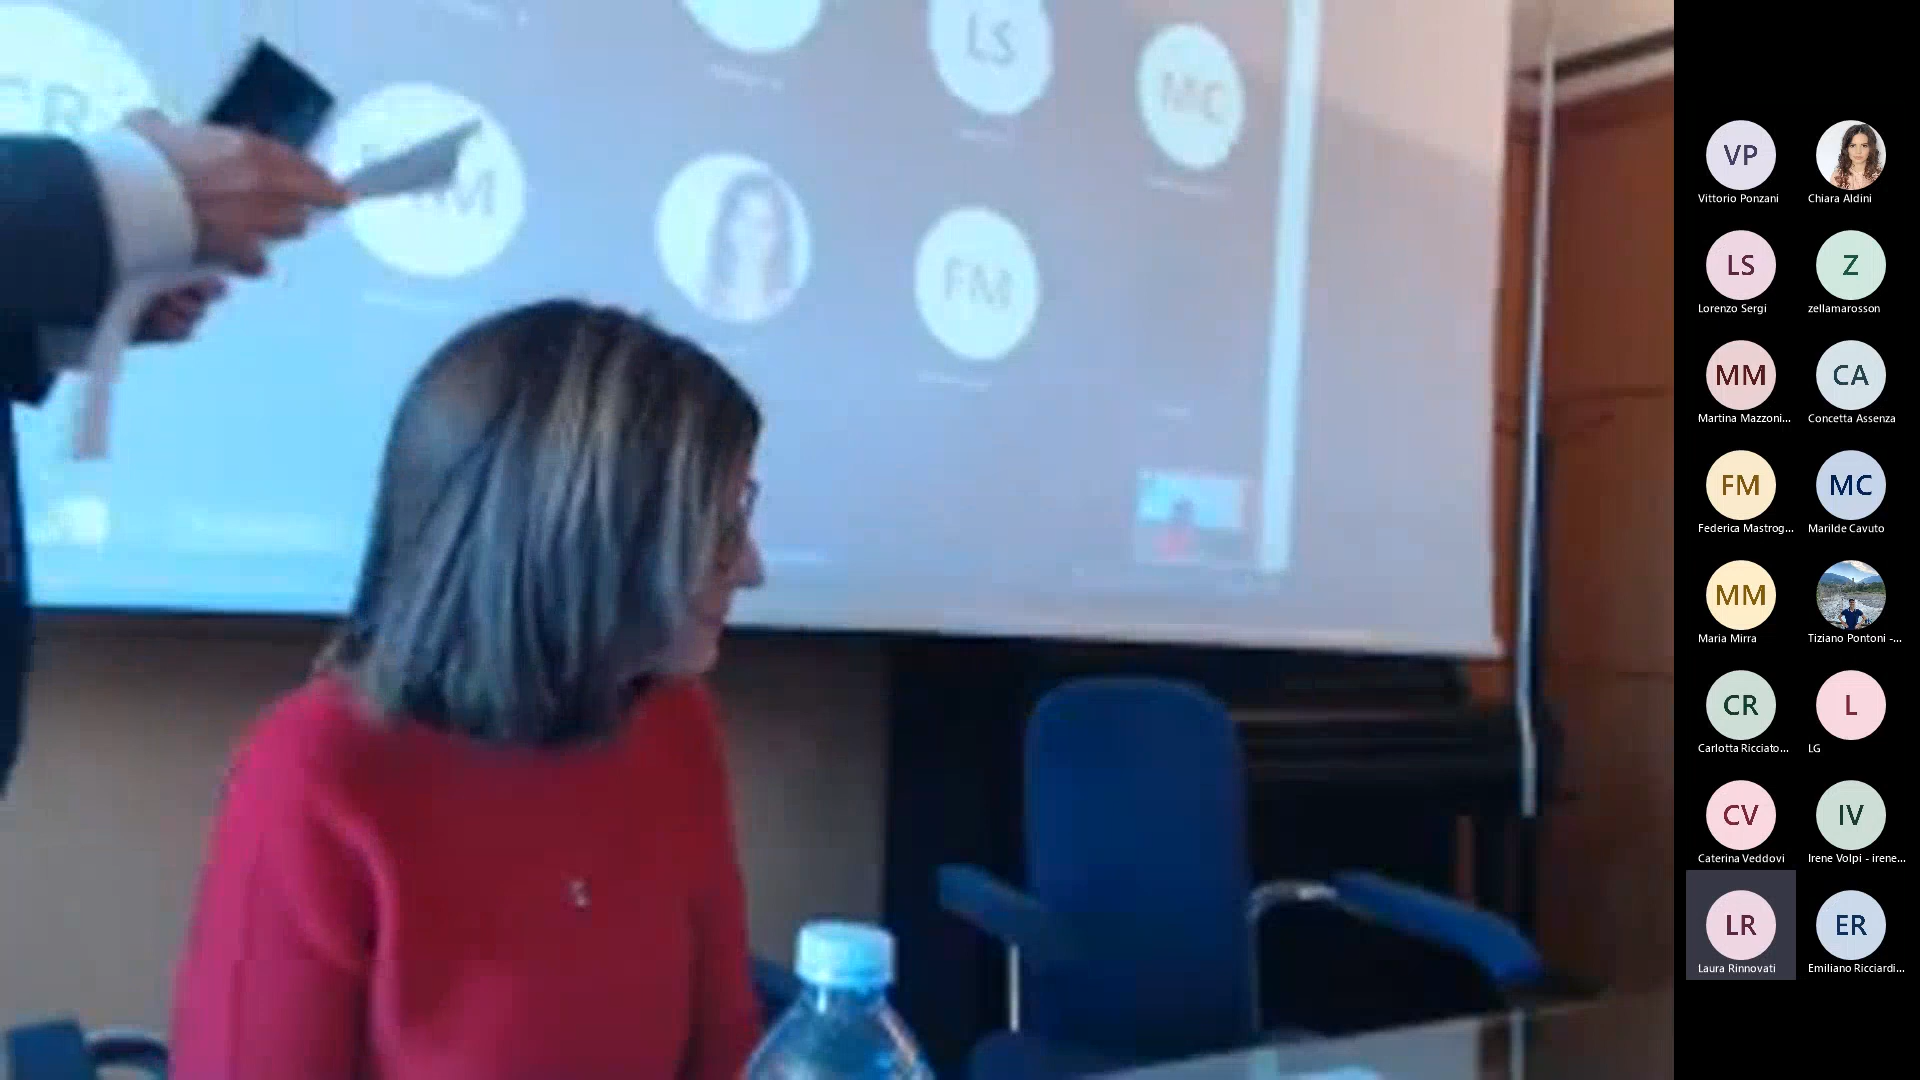 LS
MC
FM
VP
Vittorio Ponzani
Chiara Aldini
LS
Lorenzo Sergi
Z
zellamarosson
MM
Martina Mazzoni...
CA
Concetta Assenza
FM
Federica Mastrog...
MC
Marilde Cavuto
MM
Maria Mirra
Tiziano Pontoni -...
CR
Carlotta Ricciato...
L
LG
CV
Caterina Veddovi
IV
Irene Volpi - irene...
LR
Laura Rinnovati
ER
Emiliano Ricciardi...